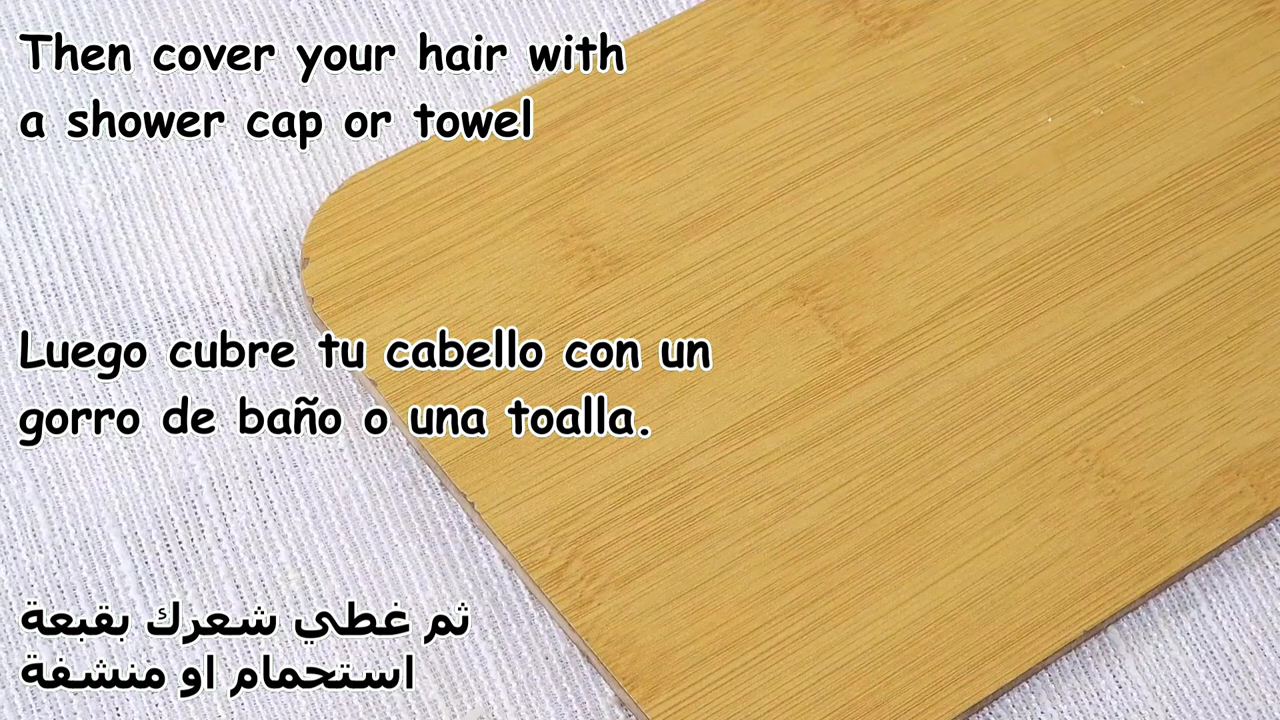 Then cover your hair with
a shower cap or towel
Luego cubre tu cabello con un
gorro de baño o una toalla.
ثم غطي شعرك بقبعة
استحمام او منشفة